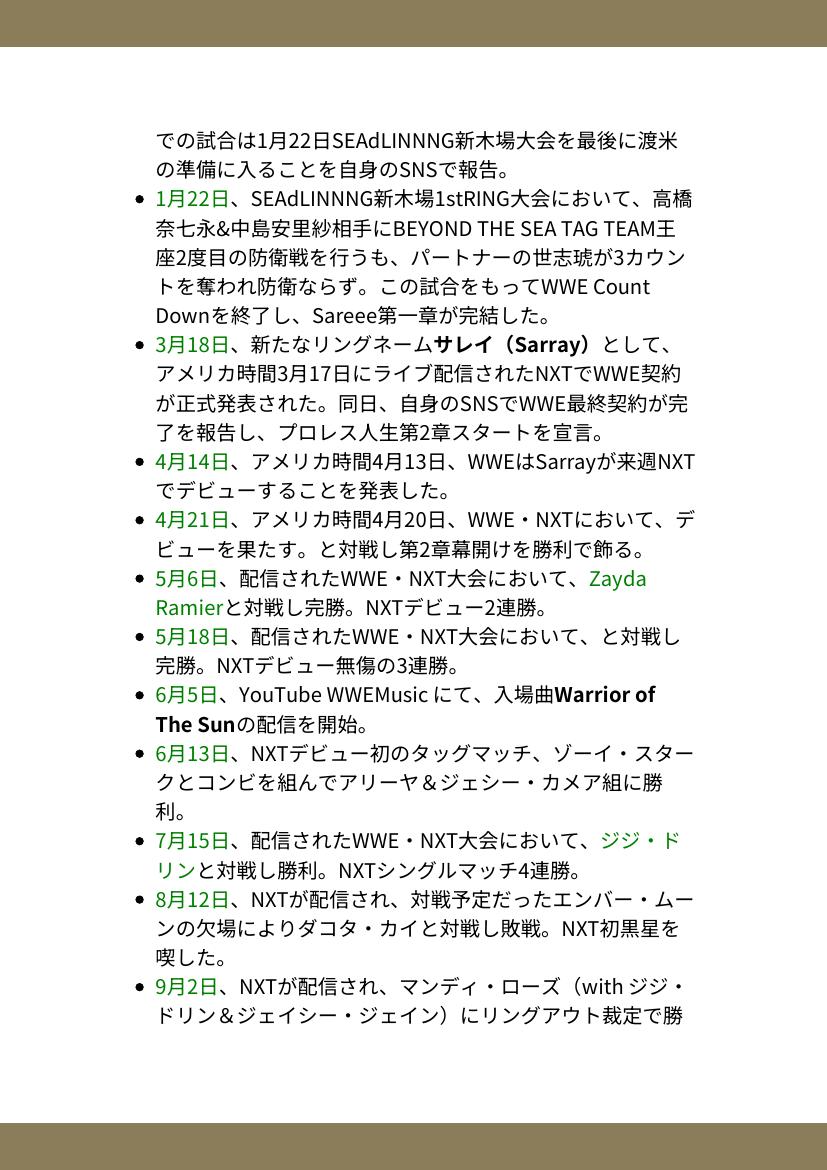 での試合は1月22日SEAdLINNNG新木場大会を最後に渡米
の準備に入ることを自身のSNSで報告。
• 1月22日、SEAdLINNNG新木場1stRING大会において、高橋
奈七永&中島安里紗相手にBEYOND THE SEA TAG TEAM王
座2度目の防衛戦を行うも、パートナーの世志琥が3カウン
トを奪われ防衛ならず。この試合をもってWWE Count
Downを終了し、Sareee第一章が完結した。
• 3月18日、新たなリングネームサレイ（Sarray）として、
アメリカ時間3月17日にライブ配信されたNXTでWWE契約
が正式発表された。同日、自身のSNSでWWE最終契約が完
了を報告し、プロレス人生第2章スタートを宣言。
• 4月14日、アメリカ時間4月13日、WWEはSarrayが来週NXT
でデビューすることを発表した。
• 4月21日、アメリカ時間4月20日、WWE・NXTにおいて、デ
ビューを果たす。と対戦し第2章幕開けを勝利で飾る。
• 5月6日、配信されたWWE・NXT大会において、Zayda
Ramierと対戦し完勝。NXTデビュー2連勝。
• 5月18日、配信されたWWE・NXT大会において、と対戦し
完勝。NXTデビュー無傷の3連勝。
• 6月5日、YouTube WWEMusic にて、入場曲Warrior of
The Sunの配信を開始。
• 6月13日、NXTデビュー初のタッグマッチ、ゾーイ・スター
クとコンビを組んでアリーヤ＆ジェシー・カメア組に勝
利。
• 7月15日、配信されたWWE・NXT大会において、ジジ・ド
リンと対戦し勝利。NXTシングルマッチ4連勝。
• 8月12日、NXTが配信され、対戦予定だったエンバー・ムー
ンの欠場によりダコタ・カイと対戦し敗戦。NXT初黒星を
喫した。
• 9月2日、NXTが配信され、マンディ・ローズ（with ジジ・
ドリン＆ジェイシー・ジェイン）にリングアウト裁定で勝